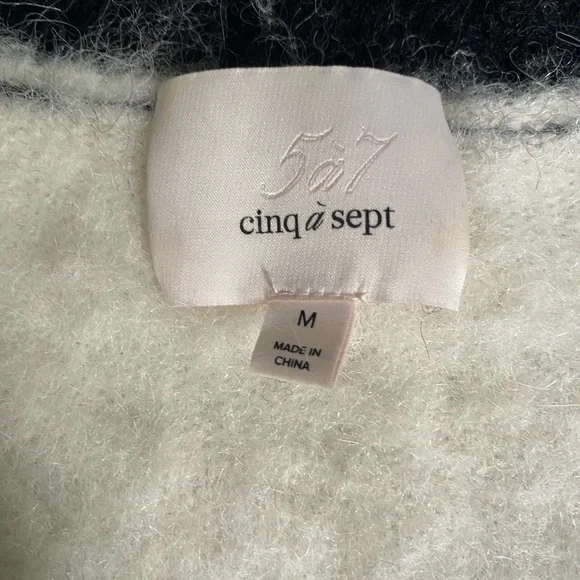 5à7
cinq à sept
M
MADE IN
CHINA